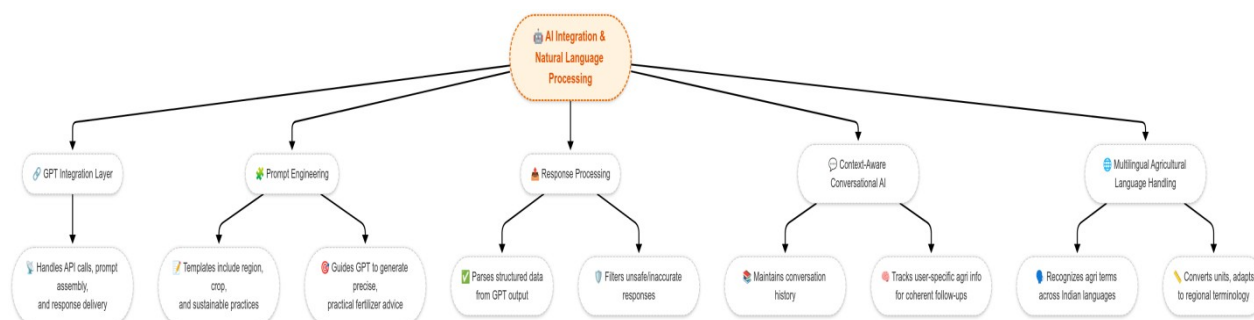 🤖 AI Integration &
Natural Language
Processing
🔗 GPT Integration Layer
🧩 Prompt Engineering
📤 Response Processing
💬 Context-Aware
Conversational AI
🌐 Multilingual Agricultural
Language Handling
📡 Handles API calls, prompt
assembly,
and response delivery
📝 Templates include region,
crop,
and sustainable practices
🎯 Guides GPT to generate
precise,
practical fertilizer advice
✅ Parses structured data
from GPT output
🛡️ Filters unsafe/inaccurate
responses
📚 Maintains conversation
history
🧠 Tracks user-specific agri info
for coherent follow-ups
🗣️ Recognizes agri terms
across Indian languages
📏 Converts units, adapts
to regional terminology